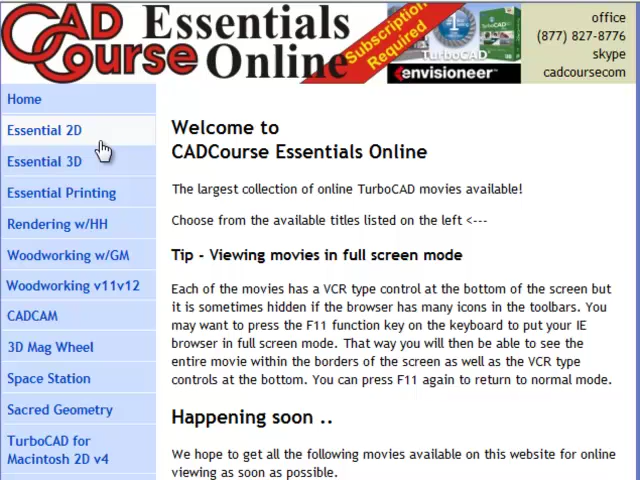 CAD Course
Essentials
Online
Subscription
Required
TurboCAD
envisioneer
office
(877) 827-8776
skype
cadcoursecom
Home
Essential 2D
Essential 3D
Essential Printing
Rendering w/HH
Woodworking w/GM
Woodworking v11v12
CADCAM
3D Mag Wheel
Space Station
Sacred Geometry
TurboCAD for
Macintosh 2D v4
Welcome to
CADCourse Essentials Online
The largest collection of online TurboCAD movies available!
Choose from the available titles listed on the left <---
Tip - Viewing movies in full screen mode
Each of the movies has a VCR type control at the bottom of the screen but
it is sometimes hidden if the browser has many icons in the toolbars. You
may want to press the F11 function key on the keyboard to put your IE
browser in full screen mode. That way you will then be able to see the
entire movie within the borders of the screen as well as the VCR type
controls at the bottom. You can press F11 again to return to normal mode.
Happening soon ..
We hope to get all the following movies available on this website for online
viewing as soon as possible.